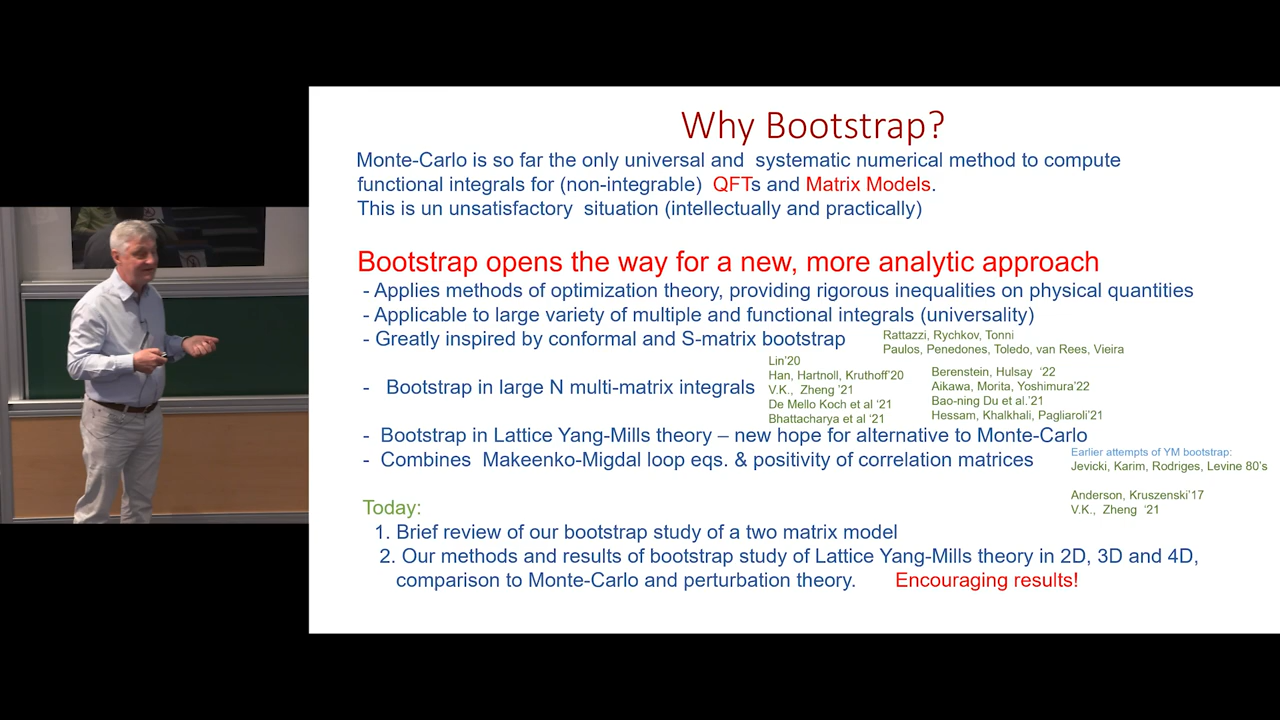 Why Bootstrap?
Monte-Carlo is so far the only universal and systematic numerical method to compute
functional integrals for (non-integrable) QFTs and Matrix Models.
This is un unsatisfactory situation (intellectually and practically)
Bootstrap opens the way for a new, more analytic approach
- Applies methods of optimization theory, providing rigorous inequalities on physical quantities
- Applicable to large variety of multiple and functional integrals (universality)
- Greatly inspired by conformal and S-matrix bootstrap
Rattazzi, Rychkov, Tonni
Paulos, Penedones, Toledo, van Rees, Vieira
- Bootstrap in large N multi-matrix integrals
Lin'20
Han, Hartnoll, Kruthoff'20
V.K., Zheng '21
De Mello Koch et al '21
Bhattacharya et al '21
Berenstein, Hulsay '22
Aikawa, Morita, Yoshimura'22
Bao-ning Du et al.'21
Hessam, Khalkhali, Pagliaroli'21
- Bootstrap in Lattice Yang-Mills theory – new hope for alternative to Monte-Carlo
- Combines Makeenko-Migdal loop eqs. & positivity of correlation matrices
Earlier attempts of YM bootstrap:
Jevicki, Karim, Rodriges, Levine 80's
Anderson, Kruszenski'17
V.K., Zheng '21
Today:
1. Brief review of our bootstrap study of a two matrix model
2. Our methods and results of bootstrap study of Lattice Yang-Mills theory in 2D, 3D and 4D,
comparison to Monte-Carlo and perturbation theory. Encouraging results!